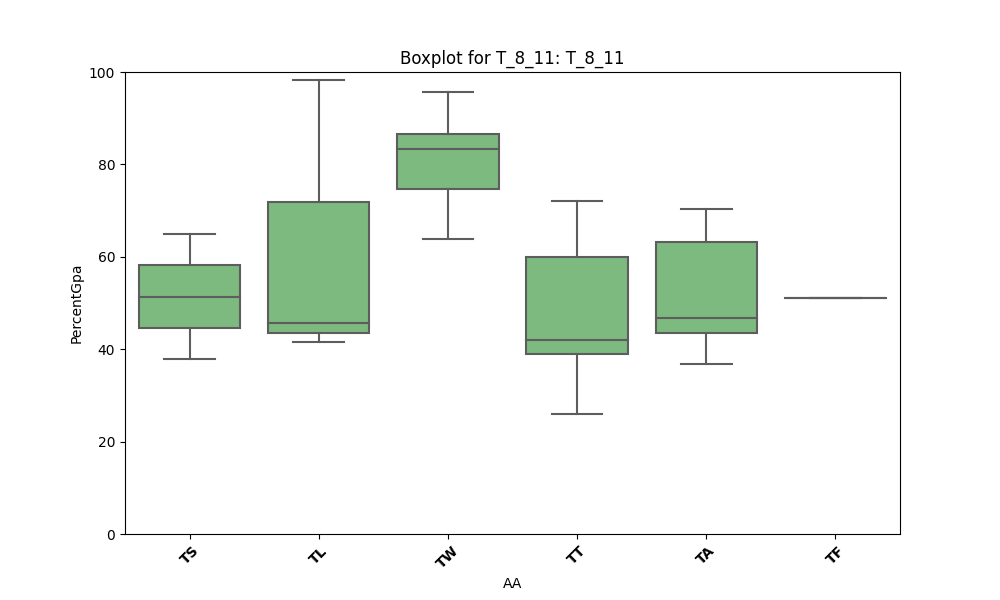 Boxplot for T_8_11: T_8_11
PercentGpa
100
80
60
40
20
0
TS
TL
TW
TT
TA
TF
AA